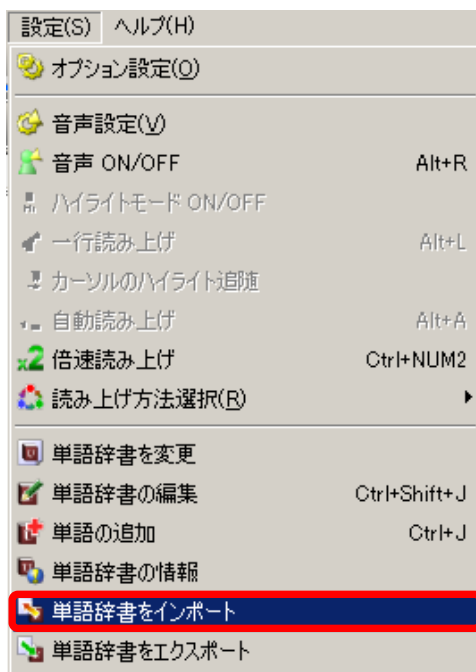 設定(S) ヘルプ(H)
オプション設定(O)
音声設定(V)
音声 ON/OFF Alt+R
ハイライトモード ON/OFF
一行読み上げ Alt+L
カーソルのハイライト追随
自動読み上げ Alt+A
x2 倍速読み上げ Ctrl+NUM2
読み上げ方法選択(R)
単語辞書を変更
単語辞書の編集 Ctrl+Shift+J
単語の追加 Ctrl+J
単語辞書の情報
単語辞書をインポート
単語辞書をエクスポート